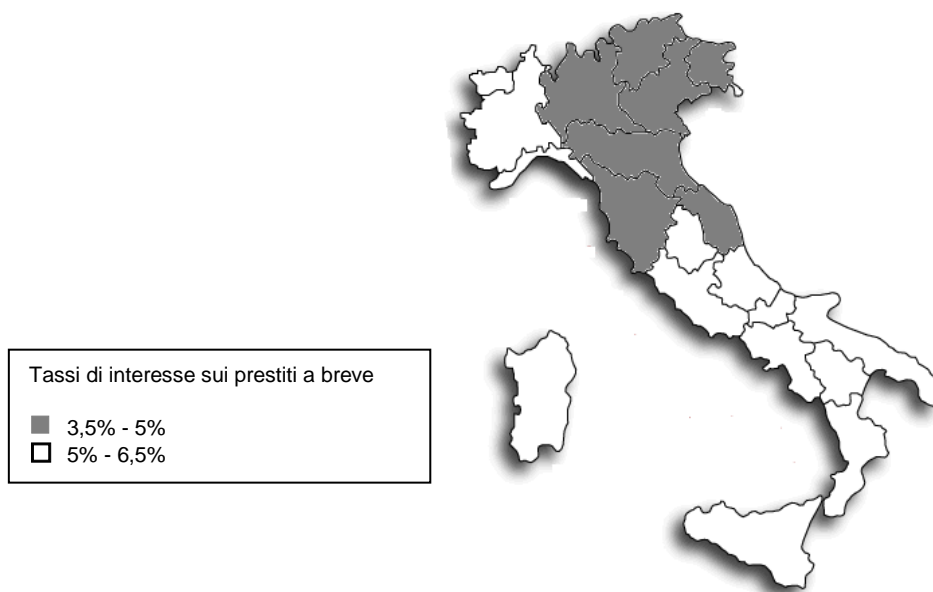 Tassi di interesse sui prestiti a breve
3,5% - 5%
5% - 6,5%